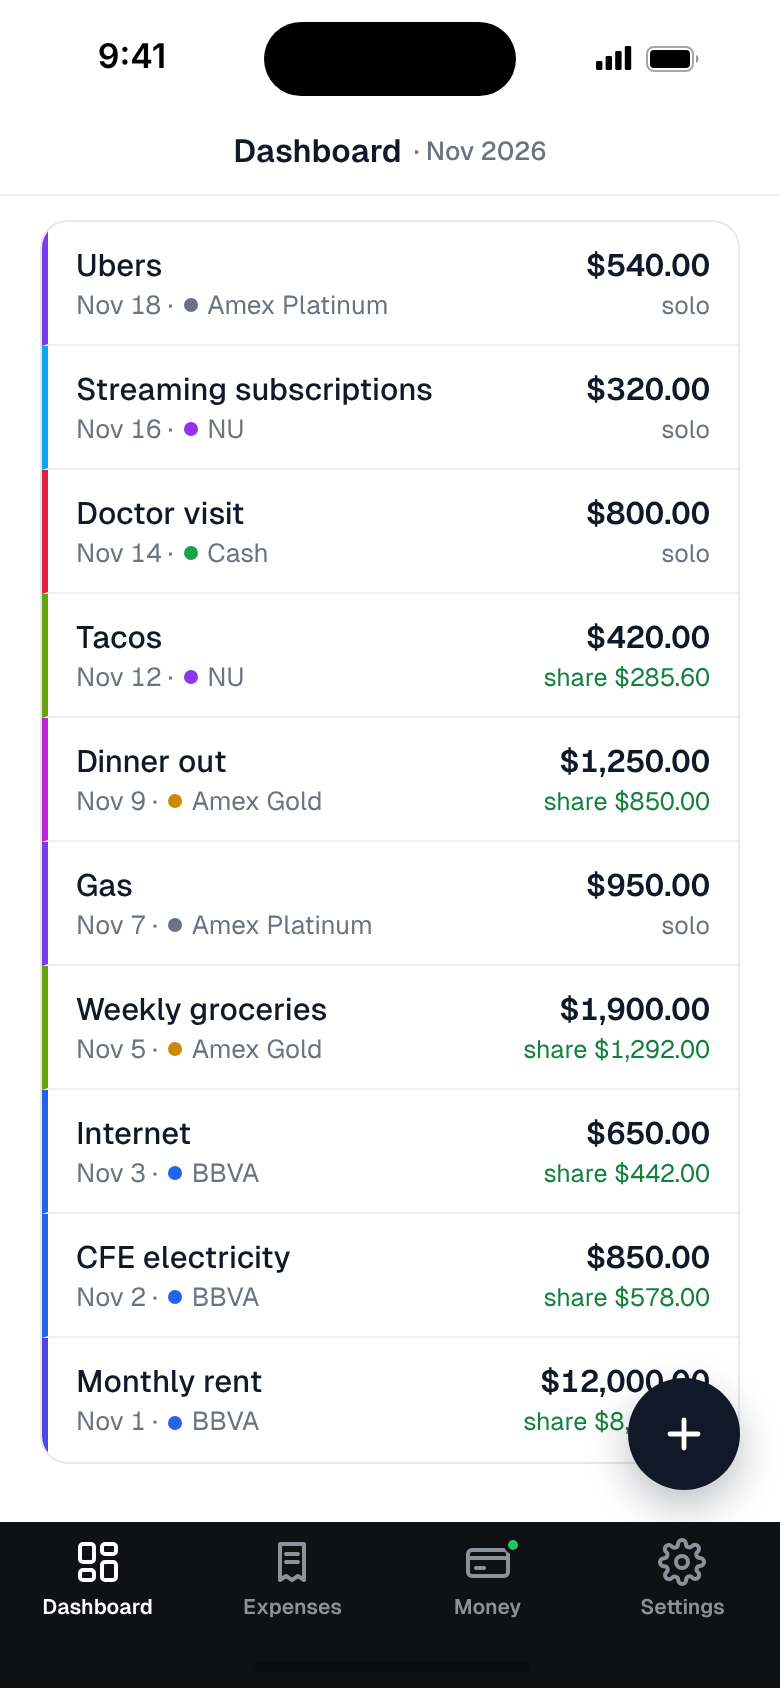 9:41
Dashboard · Nov 2026
Ubers $540.00
Nov 18 · Amex Platinum solo
Streaming subscriptions $320.00
Nov 16 · NU solo
Doctor visit $800.00
Nov 14 · Cash solo
Tacos $420.00
Nov 12 · NU share $285.60
Dinner out $1,250.00
Nov 9 · Amex Gold share $850.00
Gas $950.00
Nov 7 · Amex Platinum solo
Weekly groceries $1,900.00
Nov 5 · Amex Gold share $1,292.00
Internet $650.00
Nov 3 · BBVA share $442.00
CFE electricity $850.00
Nov 2 · BBVA share $578.00
Monthly rent $12,000.00
Nov 1 · BBVA share $8,
Dashboard Expenses Money Settings